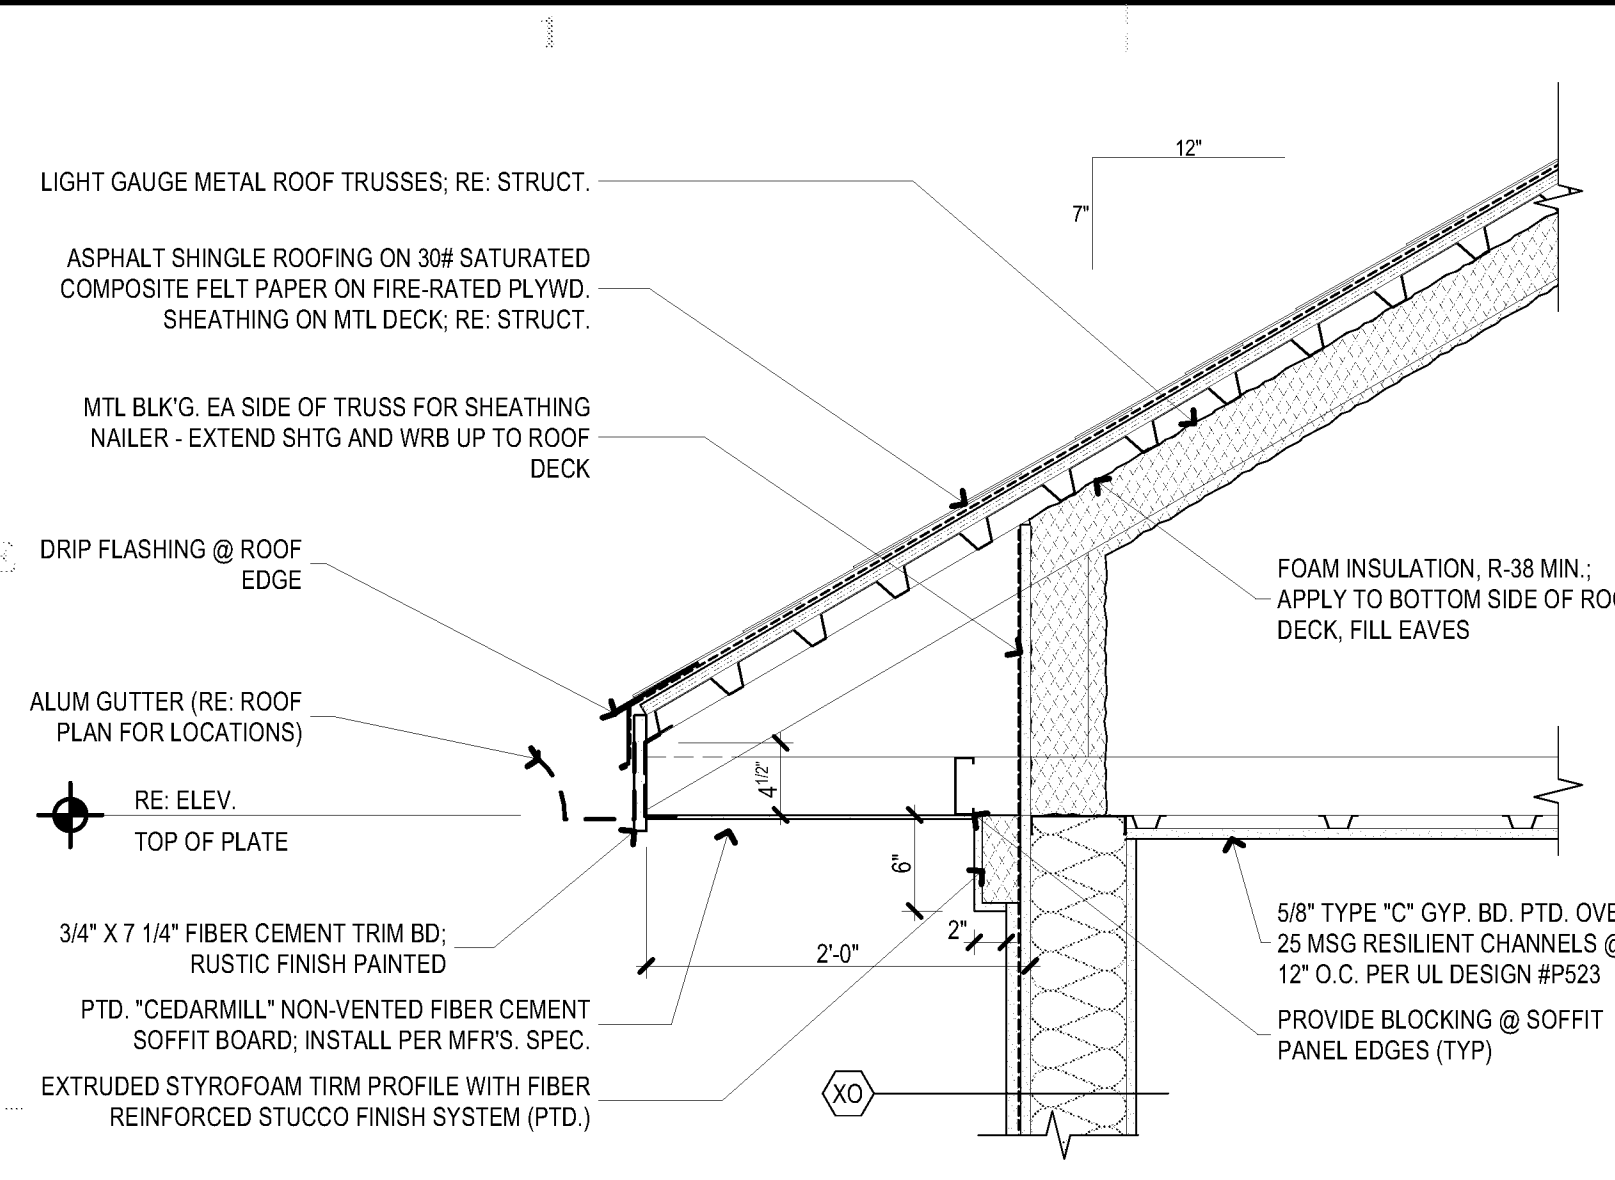 1
12"
7"
LIGHT GAUGE METAL ROOF TRUSSES; RE: STRUCT.
ASPHALT SHINGLE ROOFING ON 30# SATURATED
COMPOSITE FELT PAPER ON FIRE-RATED PLYWD.
SHEATHING ON MTL DECK; RE: STRUCT.
MTL BLK'G. EA SIDE OF TRUSS FOR SHEATHING
NAILER - EXTEND SHTG AND WRB UP TO ROOF
DECK
DRIP FLASHING @ ROOF
EDGE
FOAM INSULATION, R-38 MIN.;
APPLY TO BOTTOM SIDE OF
DECK, FILL EAVES
ALUM GUTTER (RE: ROOF
PLAN FOR LOCATIONS)
4 1/2"
RE: ELEV.
TOP OF PLATE
6"
2"
2'-0"
3/4" X 7 1/4" FIBER CEMENT TRIM BD;
RUSTIC FINISH PAINTED
5/8" TYPE "C" GYP. BD. PTD.
25 MSG RESILIENT CHANNELS @
12" O.C. PER UL DESIGN #P523
PTD. "CEDARMILL" NON-VENTED FIBER CEMENT
SOFFIT BOARD; INSTALL PER MFR'S. SPEC.
PROVIDE BLOCKING @ SOFFIT
PANEL EDGES (TYP)
EXTRUDED STYROFOAM TIRM PROFILE WITH FIBER
REINFORCED STUCCO FINISH SYSTEM (PTD.)
XO